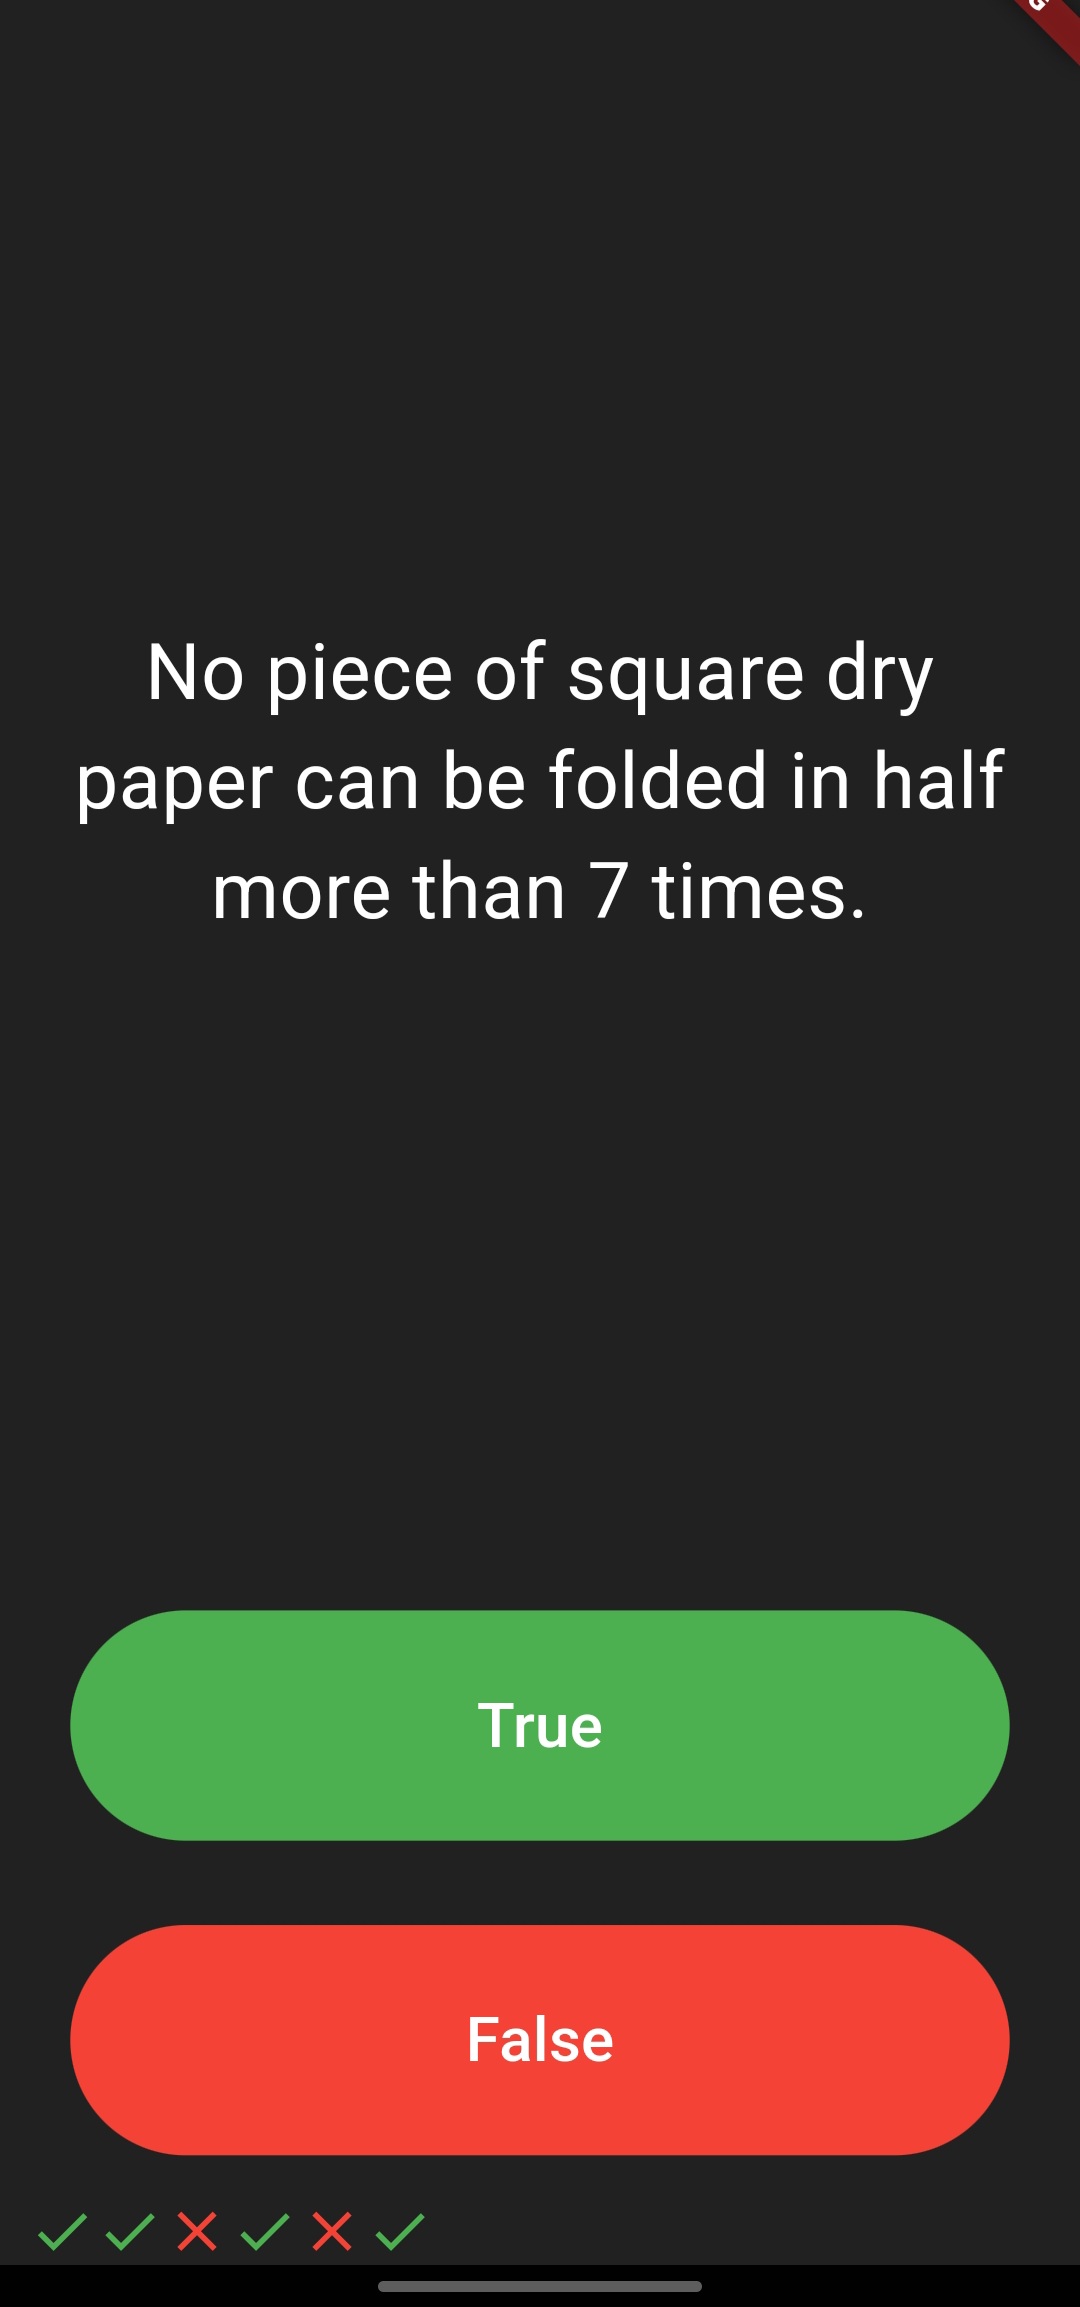 No piece of square dry
paper can be folded in half
more than 7 times.
True
False